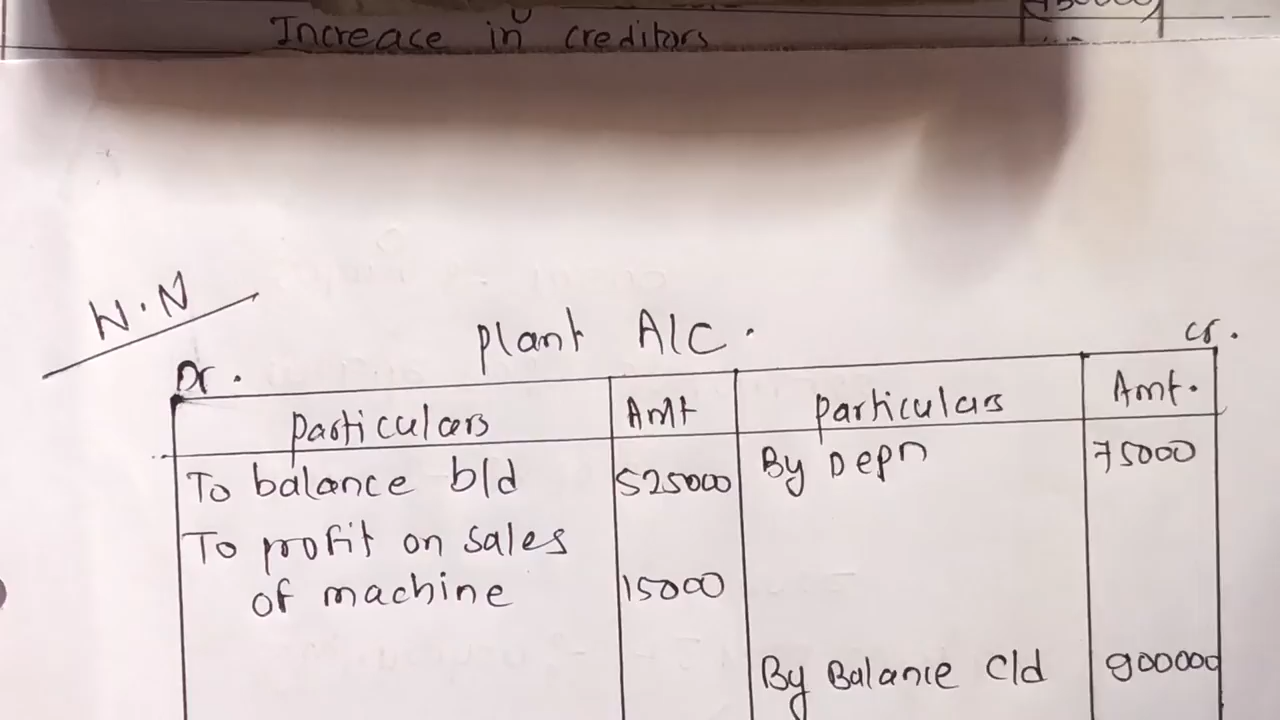 Increace in creditors
W.N
Plant A/C.
Dr. Cr.
Particulars Amt Particulars Amt.
To balance b/d 525000 By Depn 75000
To profit on sales
of machine 15000
By Balance C/d 900000